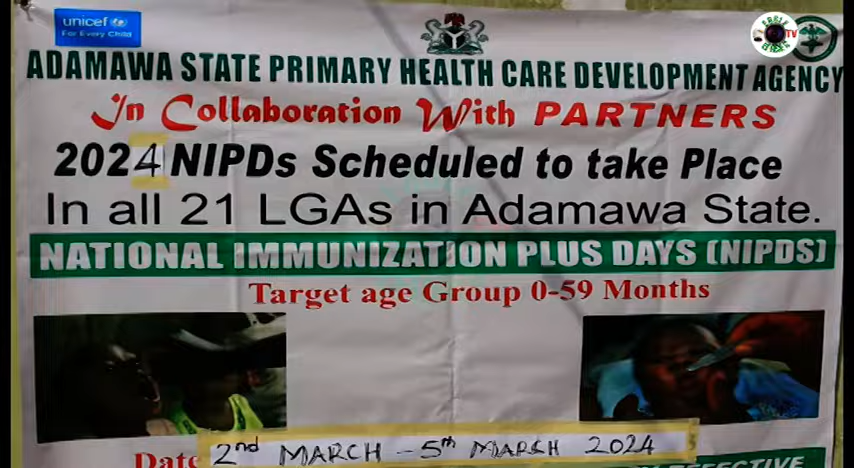 unicef
For Every Child
TV
ADAMAWA STATE PRIMARY HEALTH CARE DEVELOPMENT AGENCY
In Collaboration With PARTNERS
2024 NIPDs Scheduled to take Place
In all 21 LGAs in Adamawa State.
NATIONAL IMMUNIZATION PLUS DAYS (NIPDS)
Target age Group 0-59 Months
Date
2nd MARCH - 5th MARCH 2024